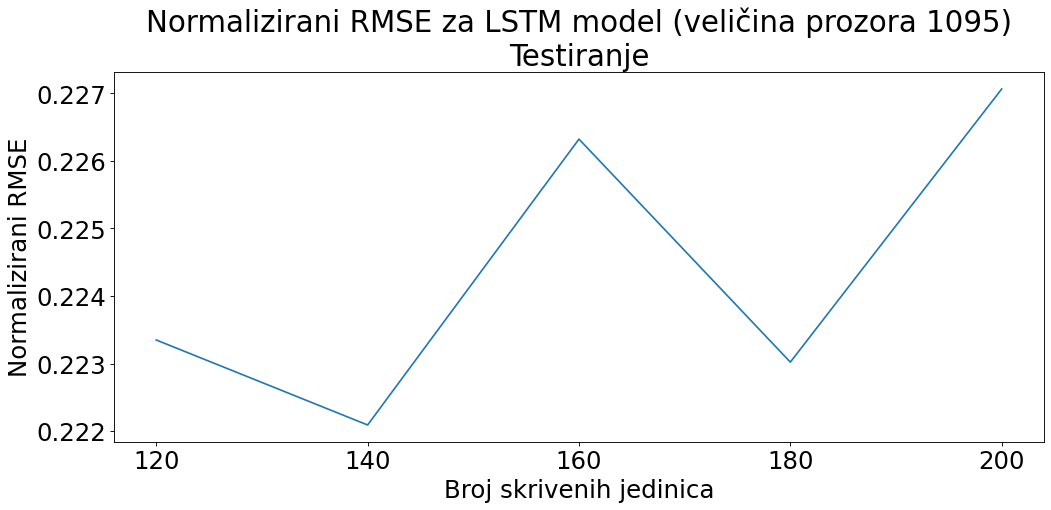 Normalizirani RMSE za LSTM model (veličina prozora 1095)
Testiranje
Normalizirani RMSE
0.227
0.226
0.225
0.224
0.223
0.222
120 140 160 180 200
Broj skrivenih jedinica